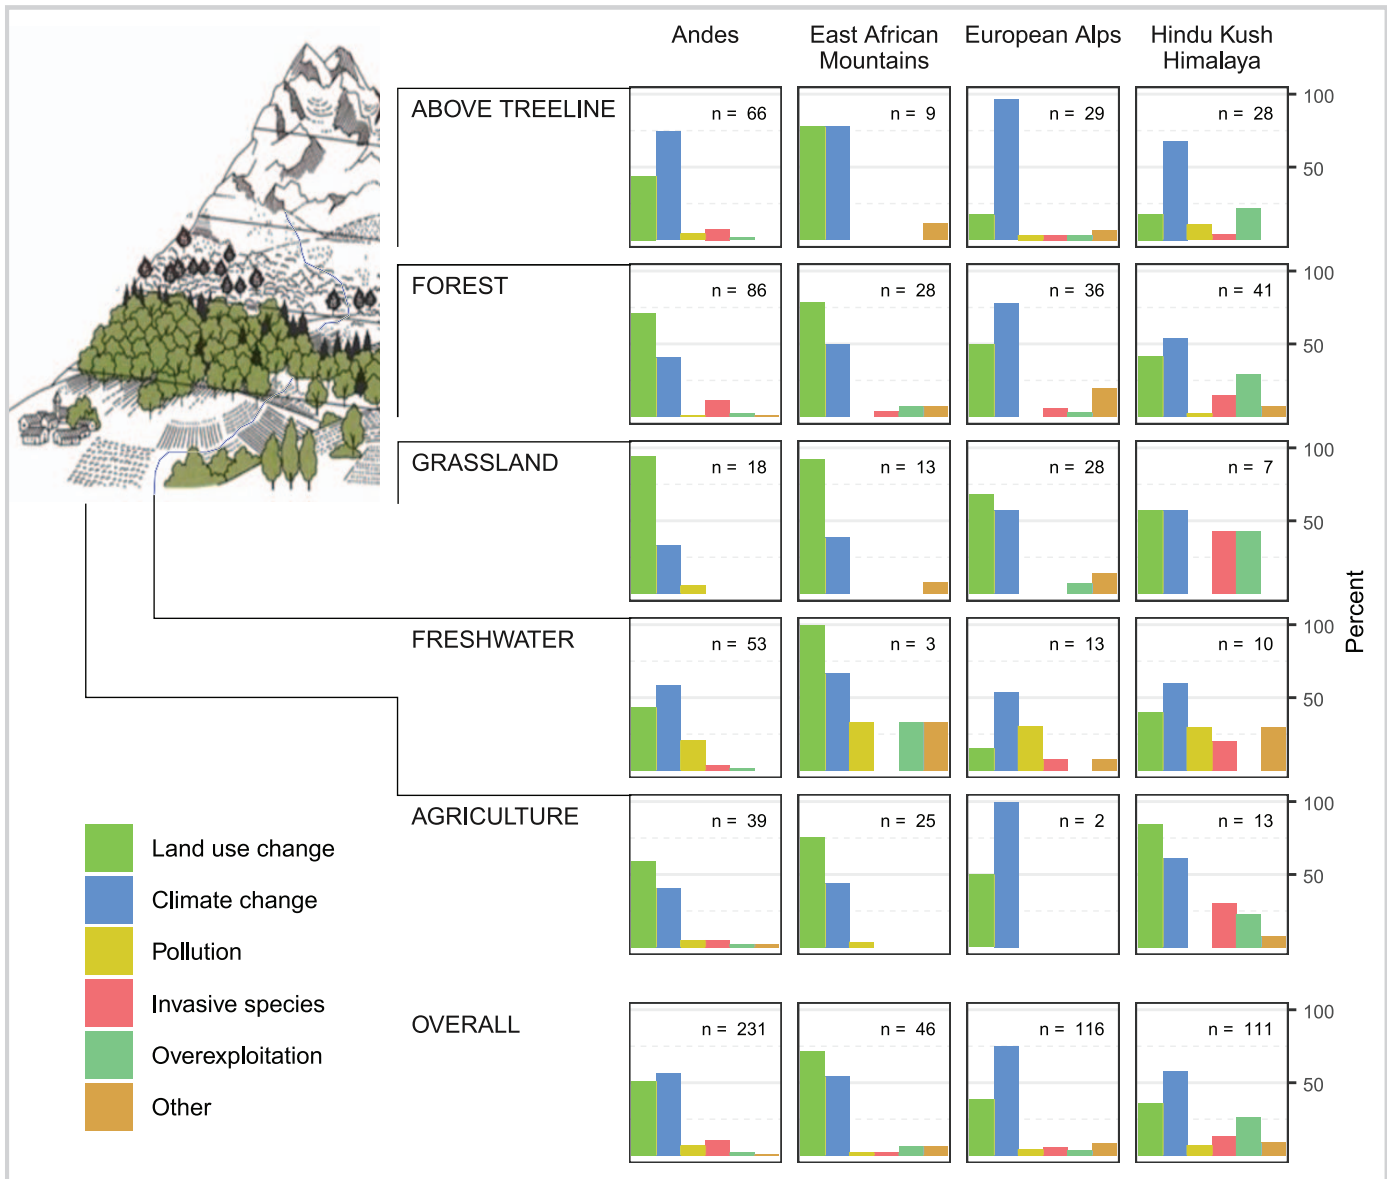 Andes
East African
Mountains
European Alps
Hindu Kush
Himalaya
ABOVE TREELINE
n = 66
n = 9
n = 29
n = 28
100
50
FOREST
n = 86
n = 28
n = 36
n = 41
100
50
GRASSLAND
n = 18
n = 13
n = 28
n = 7
100
50
FRESHWATER
n = 53
n = 3
n = 13
n = 10
100
50
Percent
AGRICULTURE
n = 39
n = 25
n = 2
n = 13
100
50
OVERALL
n = 231
n = 46
n = 116
n = 111
100
50
Land use change
Climate change
Pollution
Invasive species
Overexploitation
Other